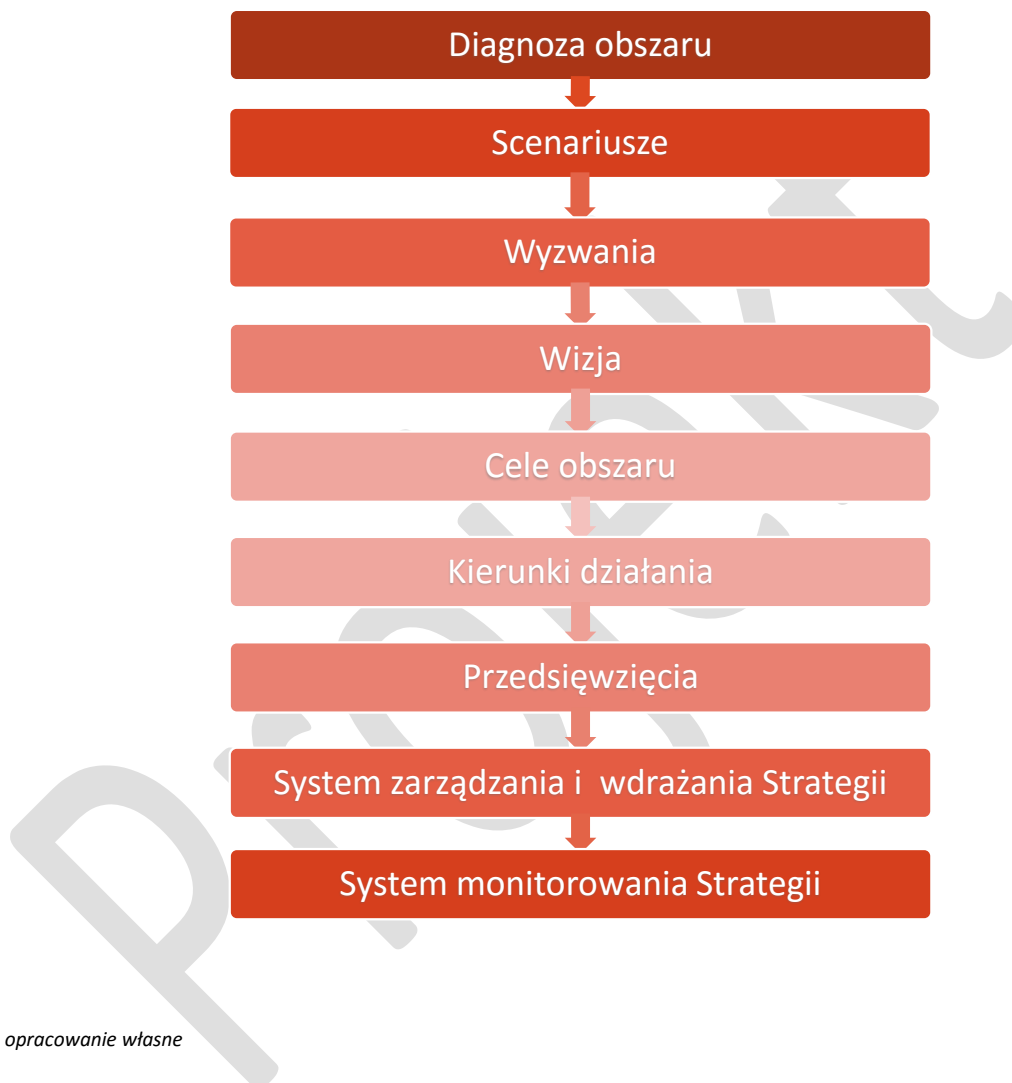 Diagnoza obszaru
Scenariusze
Wyzwania
Wizja
Cele obszaru
Kierunki działania
Przedsięwzięcia
System zarządzania i  wdrażania Strategii
System monitorowania Strategii
opracowanie własne
Projekt